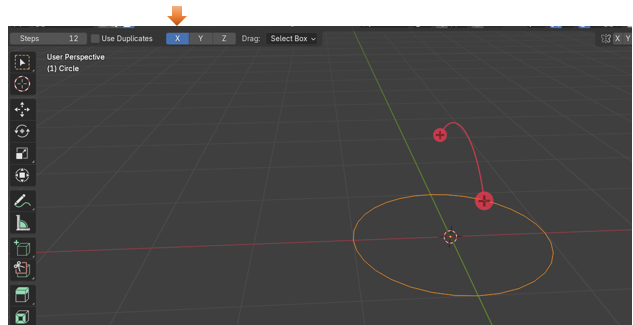 Steps 12 Use Duplicates X Y Z Drag: Select Box X Y
User Perspective
(1) Circle